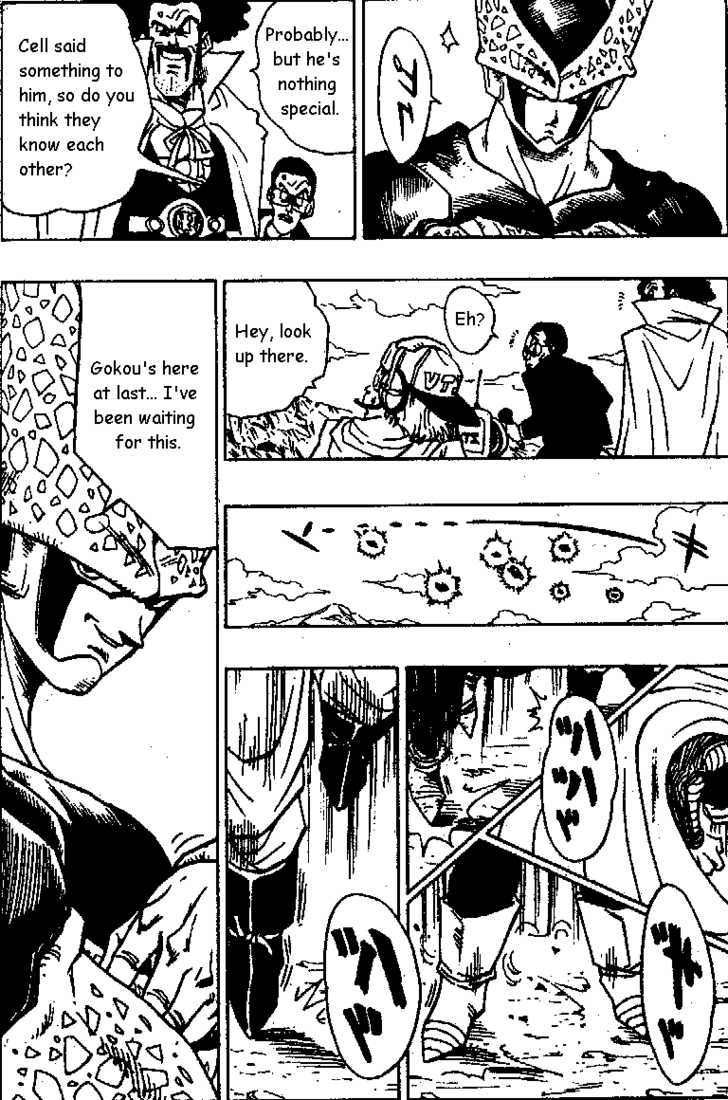 Cell said
something to
him, so do you
think they
know each
other?
Probably...
but he's
nothing
special.
Gokou's here
at last... I've
been waiting
for this.
Hey, look
up there.
Eh?
VT